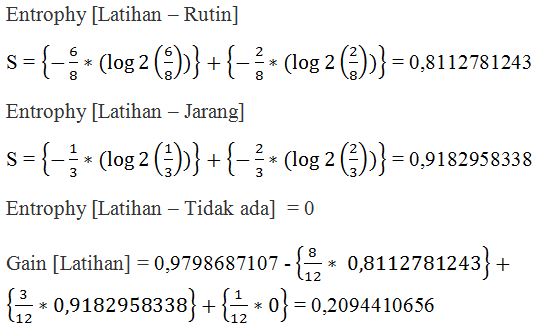 Entrophy [Latihan – Rutin]
S = {−6/8 * (log 2 (6/8))} + {−2/8 * (log 2 (2/8))} = 0,8112781243
Entrophy [Latihan – Jarang]
S = {−1/3 * (log 2 (1/3))} + {−2/3 * (log 2 (2/3))} = 0,9182958338
Entrophy [Latihan – Tidak ada] = 0
Gain [Latihan] = 0,9798687107 - {8/12 * 0,8112781243} +
{3/12 * 0,9182958338} + {1/12 * 0} = 0,2094410656